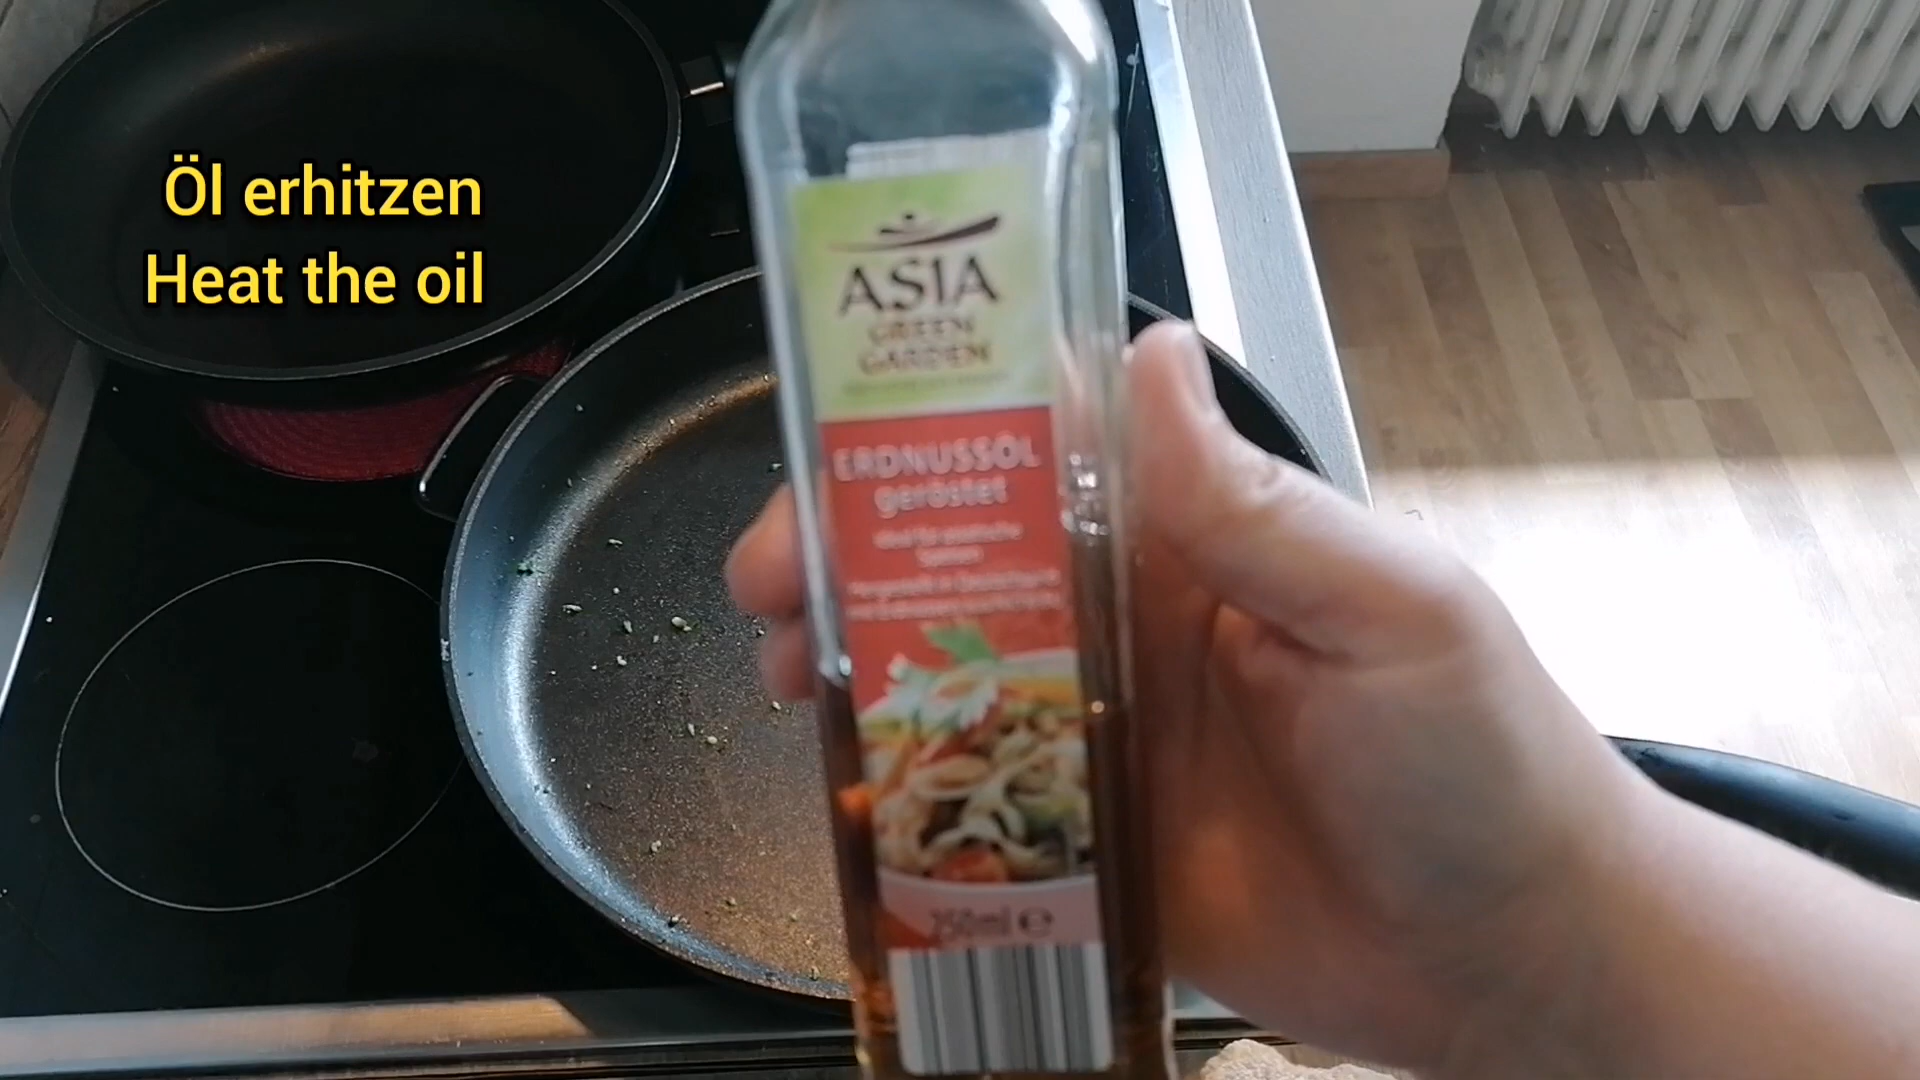 Öl erhitzen
Heat the oil
ASIA
GREEN
GARDEN
ERDNUSSÖL
geröstet
250ml e